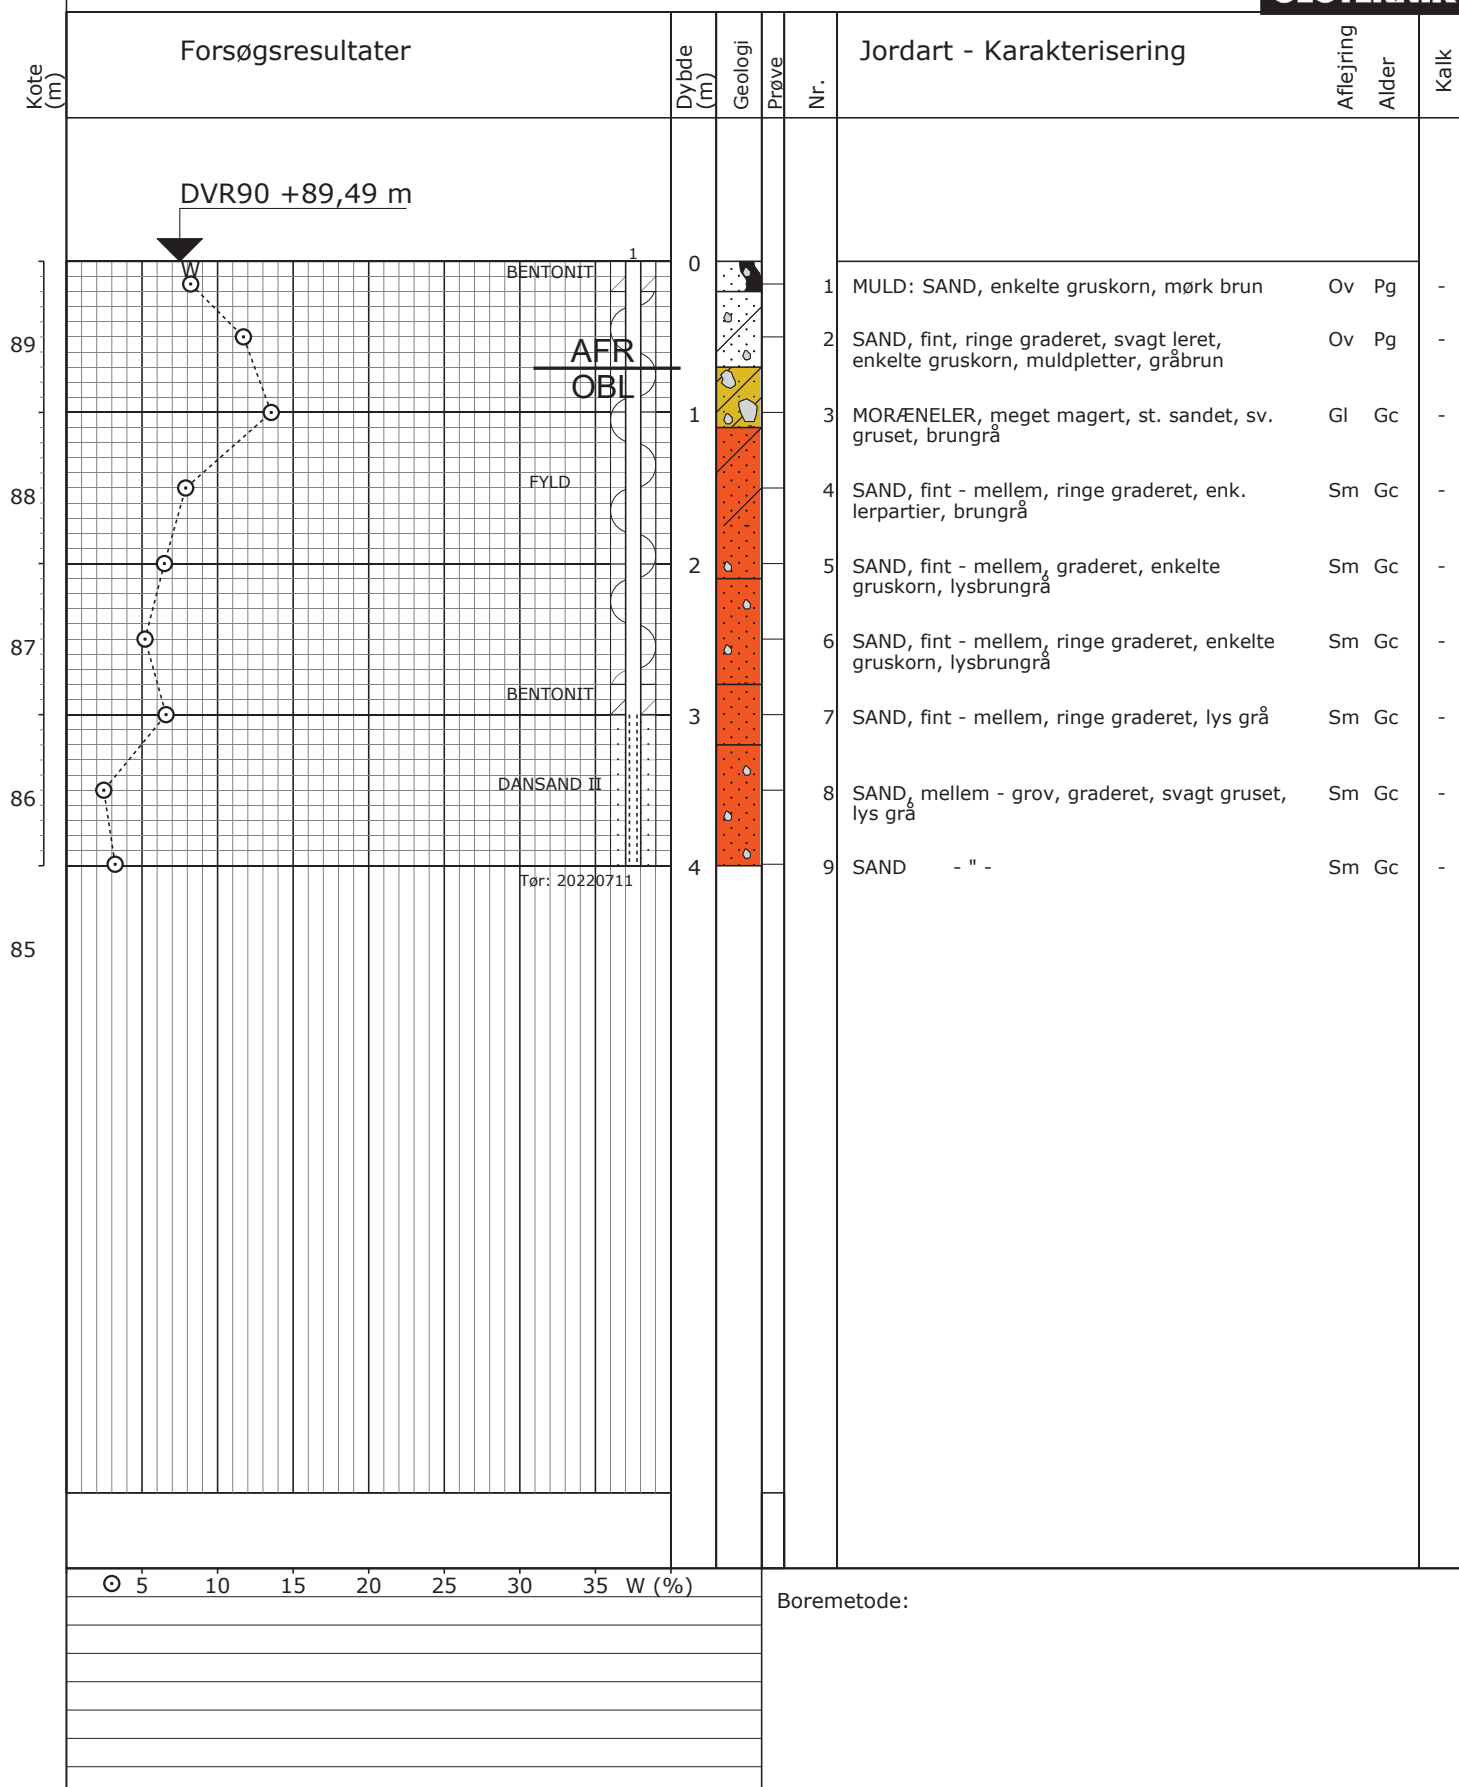 Kote (m)
Forsøgsresultater
Dybde (m)
Geologi
Prøve
Nr.
Jordart - Karakterisering
Aflejring
Alder
Kalk
DVR90 +89,49 m
W
1
0
BENTONIT
1 MULD: SAND, enkelte gruskorn, mørk brun Ov Pg -
89
AFR
OBL
2 SAND, fint, ringe graderet, svagt leret, Ov Pg -
enkelte gruskorn, muldpletter, gråbrun
1
3 MORÆNELER, meget magert, st. sandet, sv. Gl Gc -
gruset, brungrå
88
FYLD
4 SAND, fint - mellem, ringe graderet, enk. Sm Gc -
lerpartier, brungrå
2
5 SAND, fint - mellem, graderet, enkelte Sm Gc -
gruskorn, lysbrungrå
87
6 SAND, fint - mellem, ringe graderet, enkelte Sm Gc -
gruskorn, lysbrungrå
BENTONIT
3
7 SAND, fint - mellem, ringe graderet, lys grå Sm Gc -
86
DANSAND II
8 SAND, mellem - grov, graderet, svagt gruset, Sm Gc -
lys grå
4
9 SAND - " - Sm Gc -
Tør: 20220711
85
5 10 15 20 25 30 35 W (%)
Boremetode: